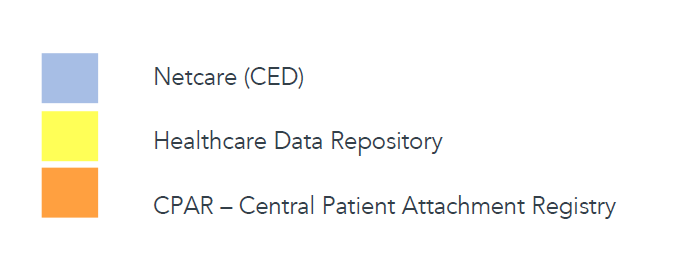 Netcare (CED)
Healthcare Data Repository
CPAR – Central Patient Attachment Registry